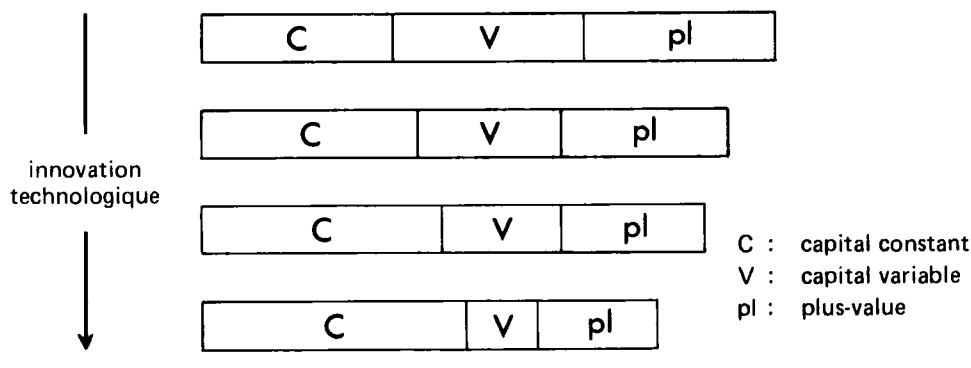 C V pl
C V pl
innovation
technologique
C V pl
C : capital constant
V : capital variable
pl : plus-value
C V pl